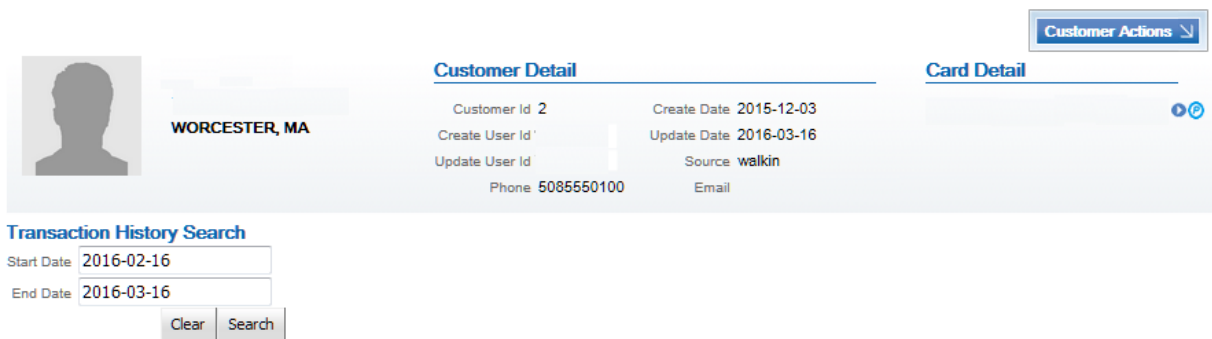 Customer Actions
Customer Detail
Card Detail
WORCESTER, MA
Customer Id 2 Create Date 2015-12-03
Create User Id Update Date 2016-03-16
Update User Id Source walkin
Phone 5085550100 Email
Transaction History Search
Start Date 2016-02-16
End Date 2016-03-16
Clear Search